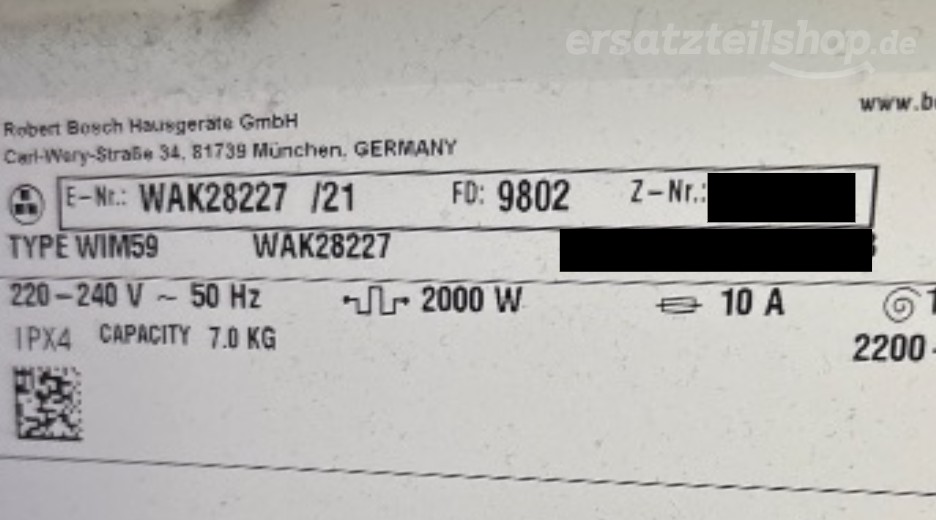 ersatzteilshop.de
www.b
Robert Bosch Hausgeräte GmbH
Carl-Wery-Straße 34, 81739 München, GERMANY
E-Nr.: WAK28227 /21 FD: 9802 Z-Nr.:
TYPE WIM59 WAK28227
220-240 V ~ 50 Hz 2000 W 10 A
IPX4 CAPACITY 7.0 KG 2200-